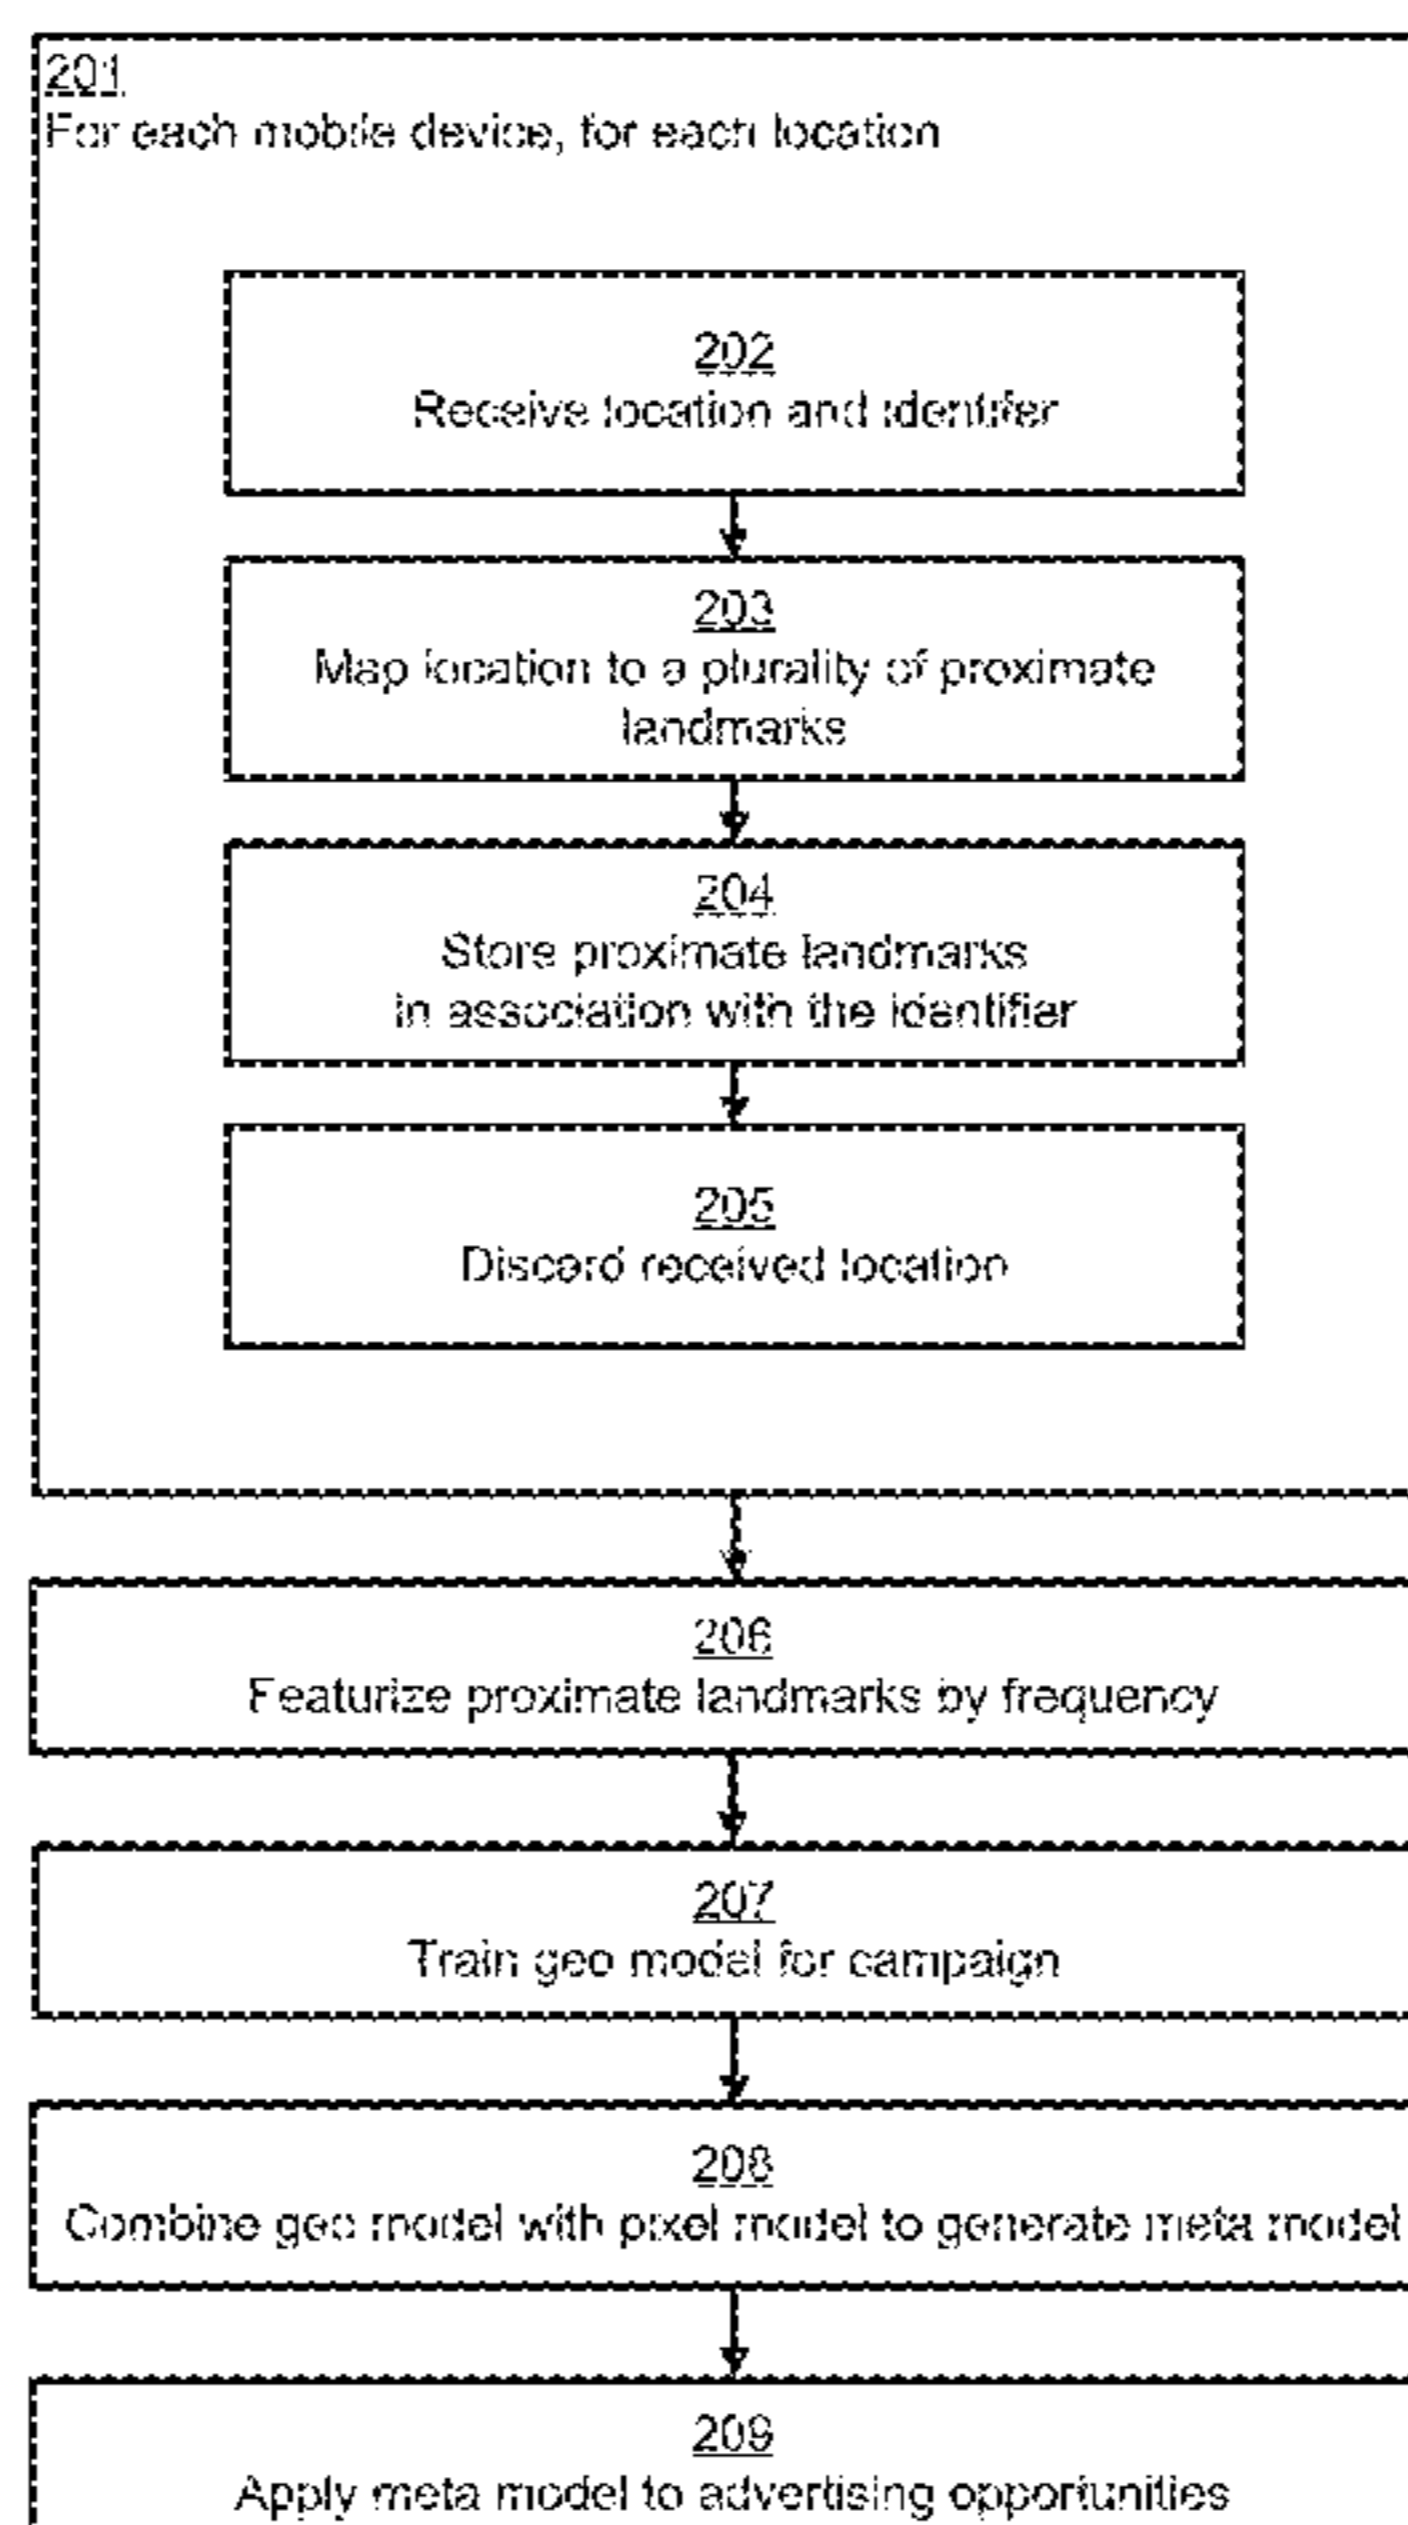 201
For each mobile device, for each location
202
Receive location and identifer
203
Map location to a plurality of proximate
landmarks
204
Store proximate landmarks
in association with the identifier
205
Discard received location
206
Featurize proximate landmarks by frequency
207
Train geo model for campaign
208
Combine geo model with pixel model to generate meta model
209
Apply meta model to advertising opportunities